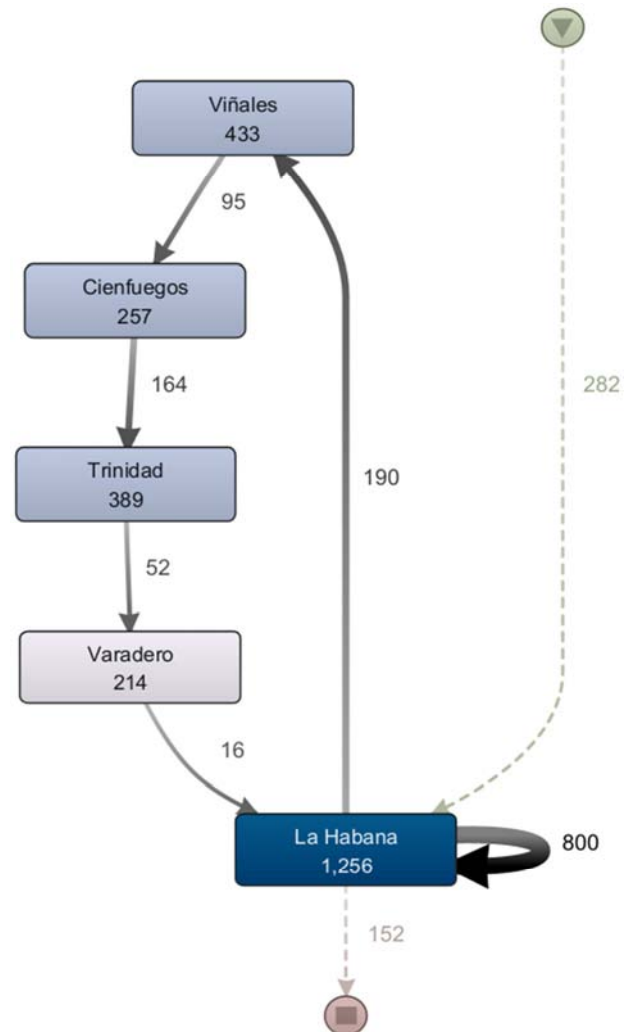 Viñales
433
95
Cienfuegos
257
164
282
Trinidad
389
190
52
Varadero
214
16
La Habana
1,256
800
152